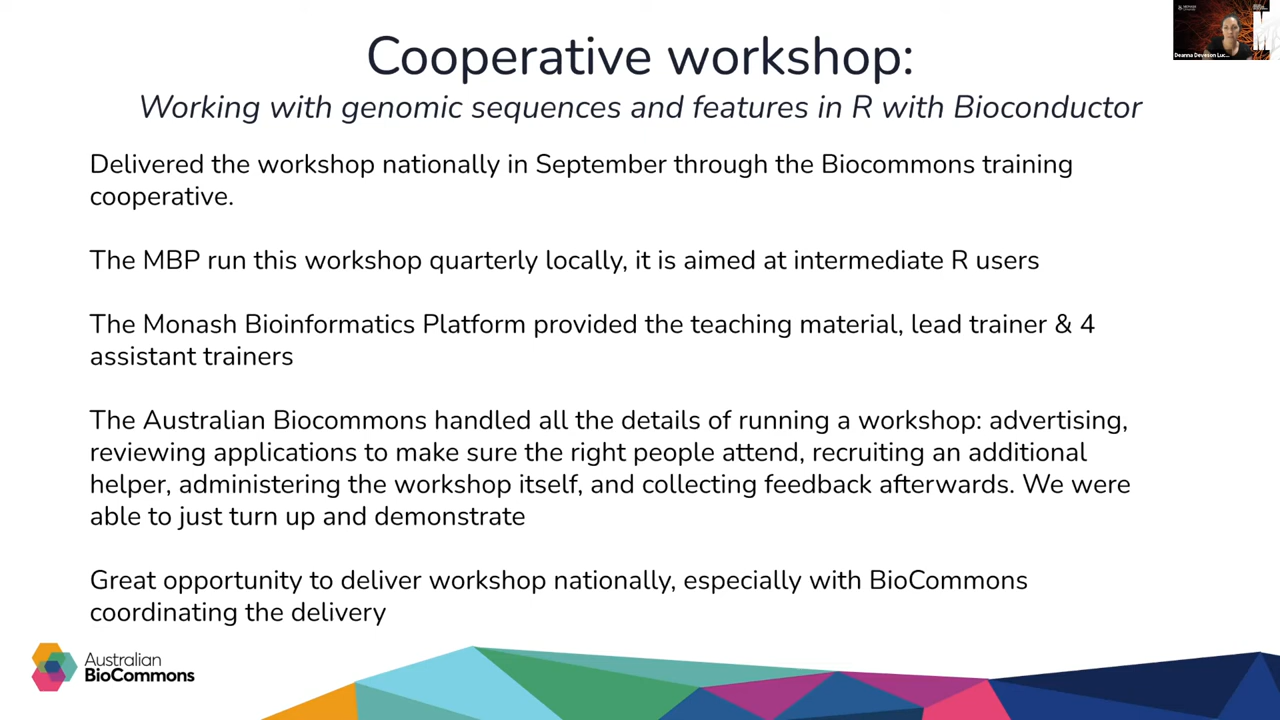 Cooperative workshop:
Working with genomic sequences and features in R with Bioconductor
Delivered the workshop nationally in September through the Biocommons training
cooperative.
The MBP run this workshop quarterly locally, it is aimed at intermediate R users
The Monash Bioinformatics Platform provided the teaching material, lead trainer & 4
assistant trainers
The Australian Biocommons handled all the details of running a workshop: advertising,
reviewing applications to make sure the right people attend, recruiting an additional
helper, administering the workshop itself, and collecting feedback afterwards. We were
able to just turn up and demonstrate
Great opportunity to deliver workshop nationally, especially with BioCommons
coordinating the delivery
Australian
BioCommons
Deanna Deveson Luc...